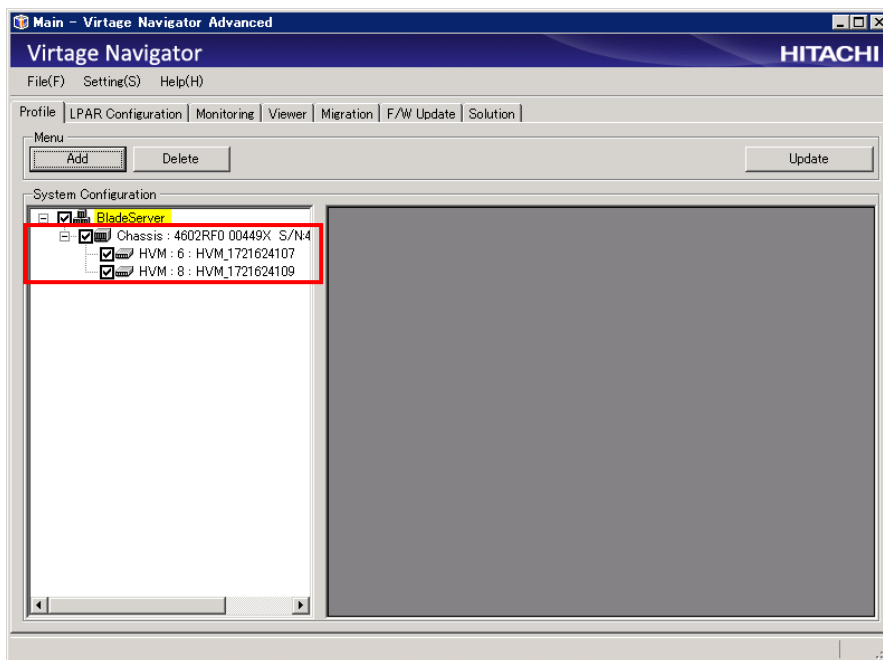 Main - Virtage Navigator Advanced
Virtage Navigator HITACHI
File(F) Setting(S) Help(H)
Profile LPAR Configuration Monitoring Viewer Migration F/W Update Solution
Menu
Add Delete Update
System Configuration
BladeServer
Chassis : 4602RF0 00449X S/N:4
HVM : 6 : HVM_1721624107
HVM : 8 : HVM_1721624109